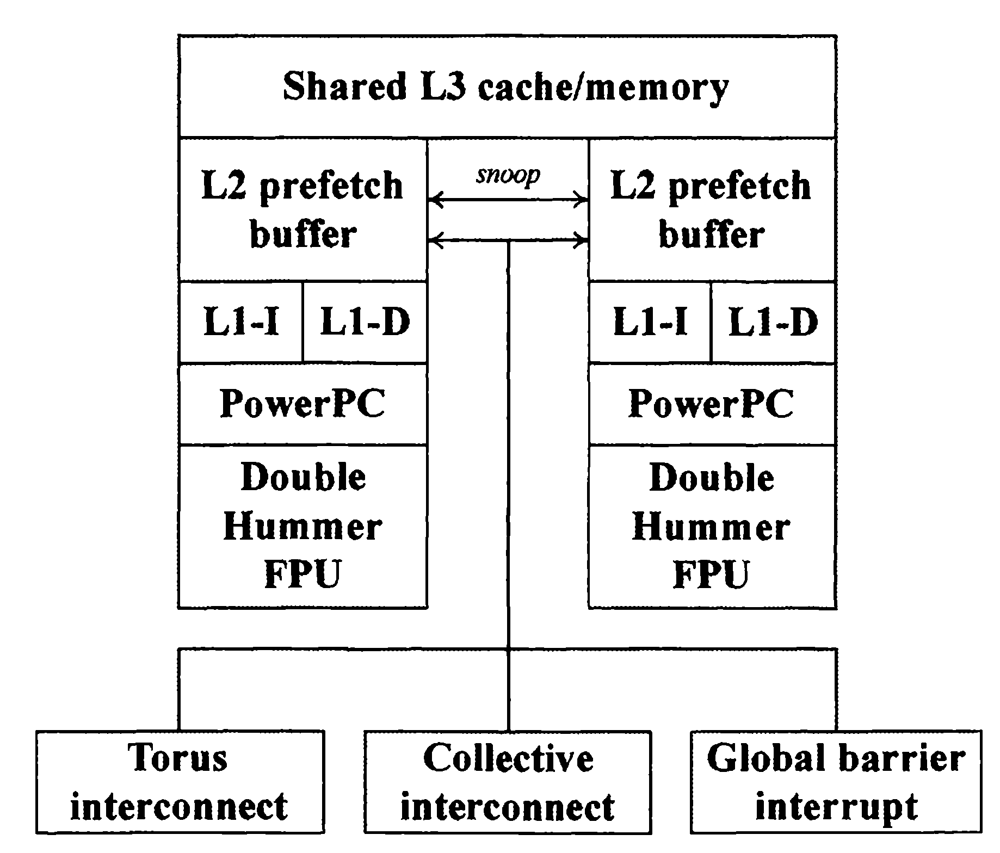 Shared L3 cache/memory
L2 prefetch
buffer
snoop
L2 prefetch
buffer
L1-I
L1-D
L1-I
L1-D
PowerPC
PowerPC
Double
Hummer
FPU
Double
Hummer
FPU
Torus
interconnect
Collective
interconnect
Global barrier
interrupt